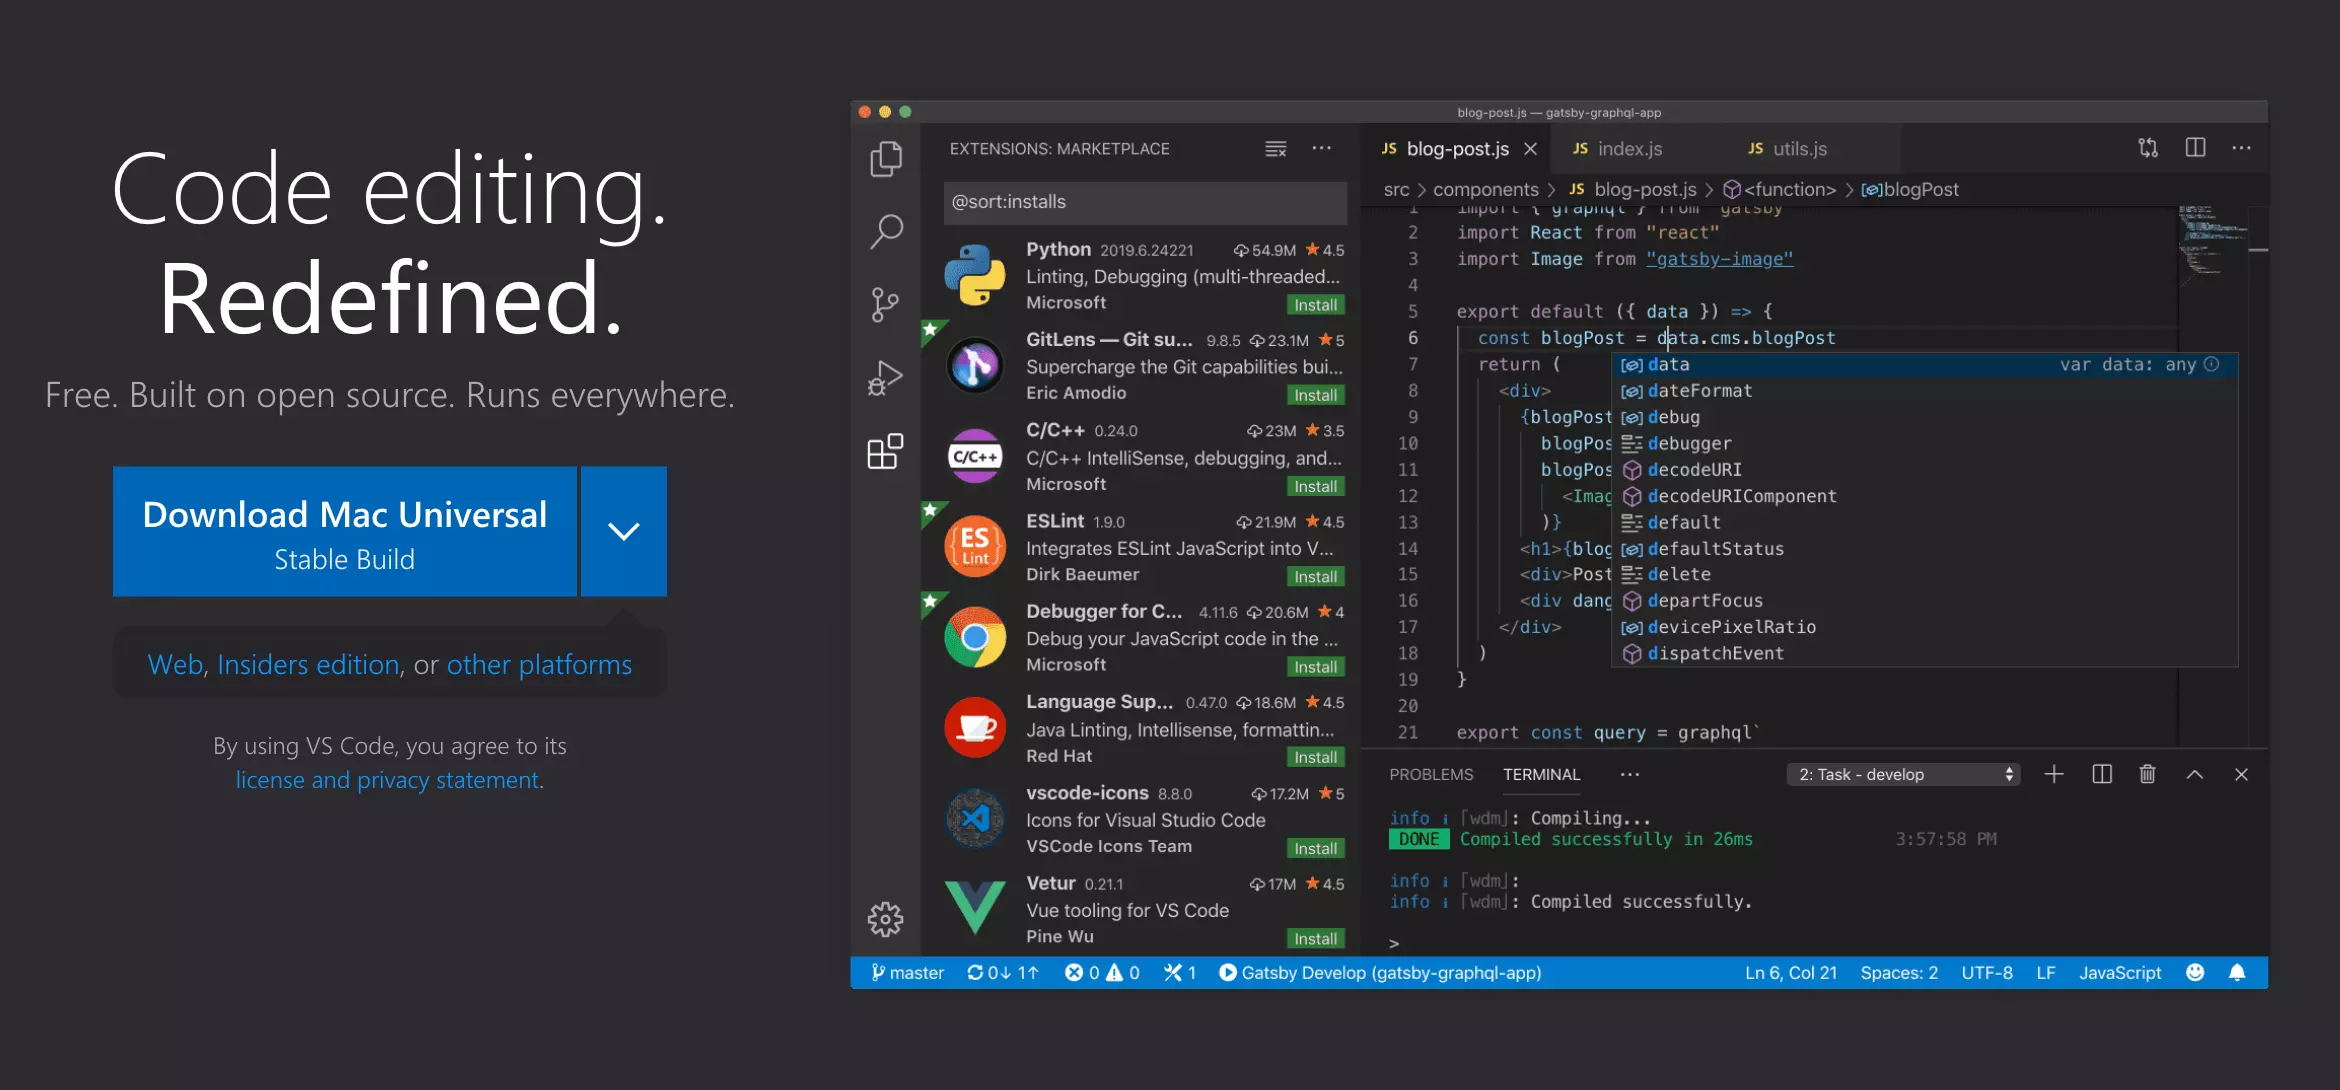 Code editing.
Redefined.
Free. Built on open source. Runs everywhere.
Download Mac Universal
Stable Build
Web, Insiders edition, or other platforms
By using VS Code, you agree to its
license and privacy statement.
blog-post.js — gatsby-graphql-app
EXTENSIONS: MARKETPLACE
@sort:installs
Python 2019.6.24221 54.9M 4.5
Linting, Debugging (multi-threaded...
Microsoft Install
GitLens — Git su... 9.8.5 23.1M 5
Supercharge the Git capabilities bui...
Eric Amodio Install
C/C++
C/C++ 0.24.0 23M 3.5
C/C++ IntelliSense, debugging, and...
Microsoft Install
ES
Lint
ESLint 1.9.0 21.9M 4.5
Integrates ESLint JavaScript into V...
Dirk Baeumer Install
Debugger for C... 4.11.6 20.6M 4
Debug your JavaScript code in the ...
Microsoft Install
Language Sup... 0.47.0 18.6M 4.5
Java Linting, Intellisense, formattin...
Red Hat Install
vscode-icons 8.8.0 17.2M 5
Icons for Visual Studio Code
VSCode Icons Team Install
Vetur 0.21.1 17M 4.5
Vue tooling for VS Code
Pine Wu Install
JS blog-post.js JS index.js JS utils.js
src > components > JS blog-post.js > <function> > blogPost
1 import { graphql } from "gatsby"
2 import React from "react"
3 import Image from "gatsby-image"
4
5 export default ({ data }) => {
6 const blogPost = data.cms.blogPost
7 return (
8 <div>
9 {blogPost
10 blogPos
11 blogPos
12 <Imag
13 )}
14 <h1>{blog
15 <div>Post
16 <div dang
17 </div>
18 )
19 }
20
21 export const query = graphql`
data var data: any
dateFormat
debug
debugger
decodeURI
decodeURIComponent
default
defaultStatus
delete
departFocus
devicePixelRatio
dispatchEvent
PROBLEMS TERMINAL ... 2: Task - develop
info i ｢wdm｣: Compiling...
DONE Compiled successfully in 26ms 3:57:58 PM
info i ｢wdm｣:
info i ｢wdm｣: Compiled successfully.
>
master 0↓ 1↑ 0 0 1 Gatsby Develop (gatsby-graphql-app) Ln 6, Col 21 Spaces: 2 UTF-8 LF JavaScript